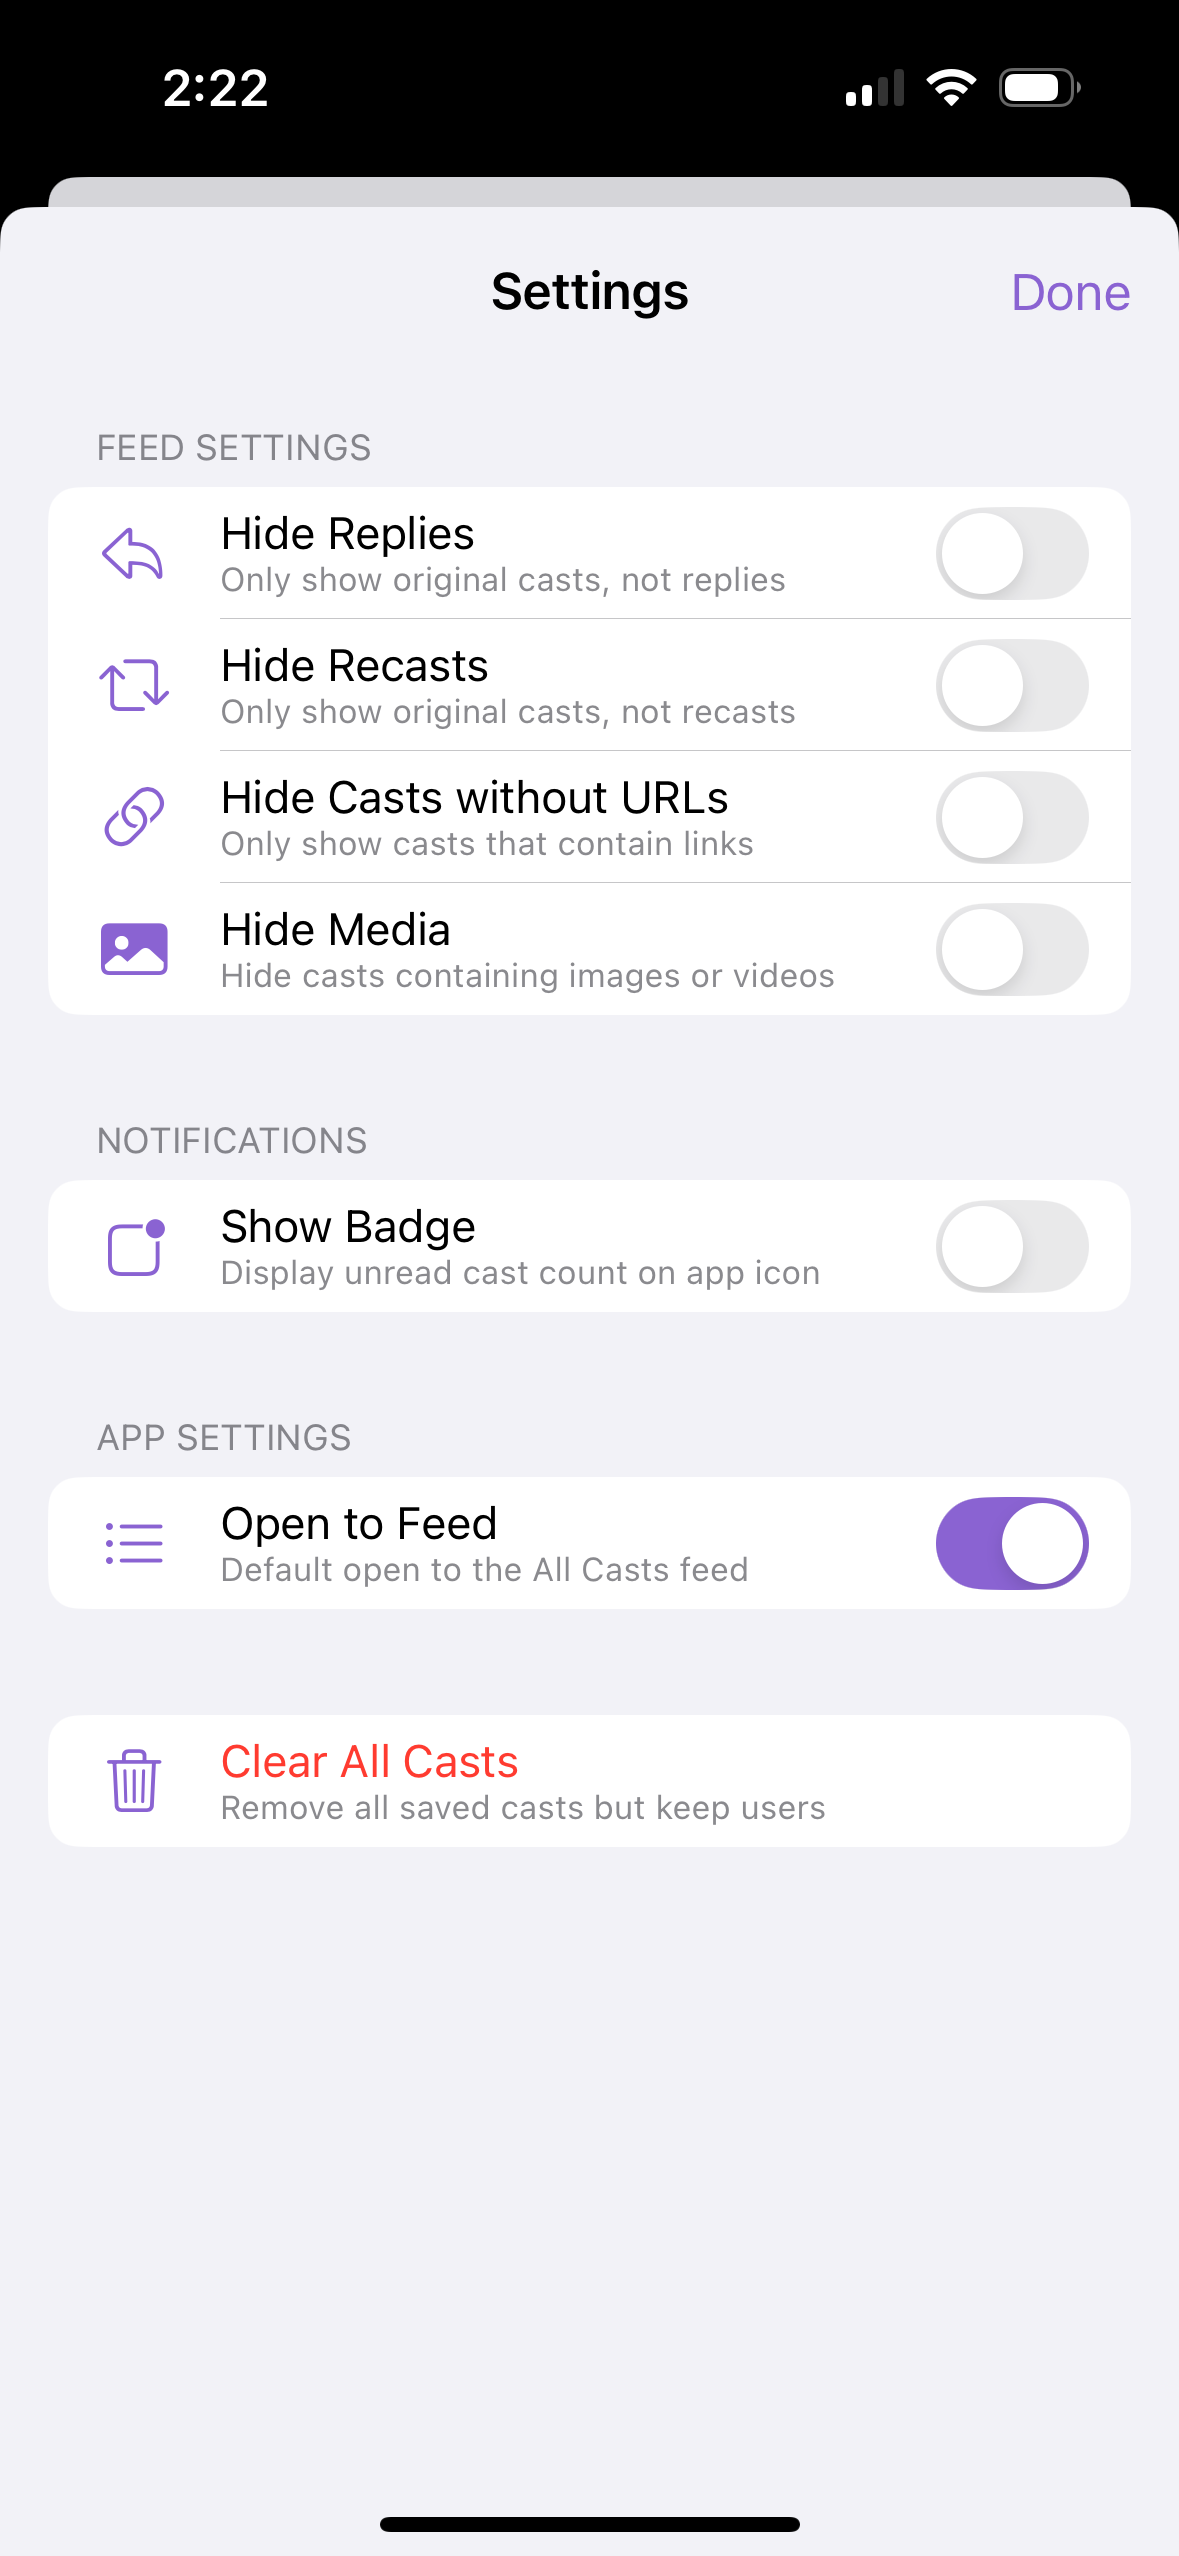 2:22
Settings
Done
FEED SETTINGS
Hide Replies
Only show original casts, not replies
Hide Recasts
Only show original casts, not recasts
Hide Casts without URLs
Only show casts that contain links
Hide Media
Hide casts containing images or videos
NOTIFICATIONS
Show Badge
Display unread cast count on app icon
APP SETTINGS
Open to Feed
Default open to the All Casts feed
Clear All Casts
Remove all saved casts but keep users